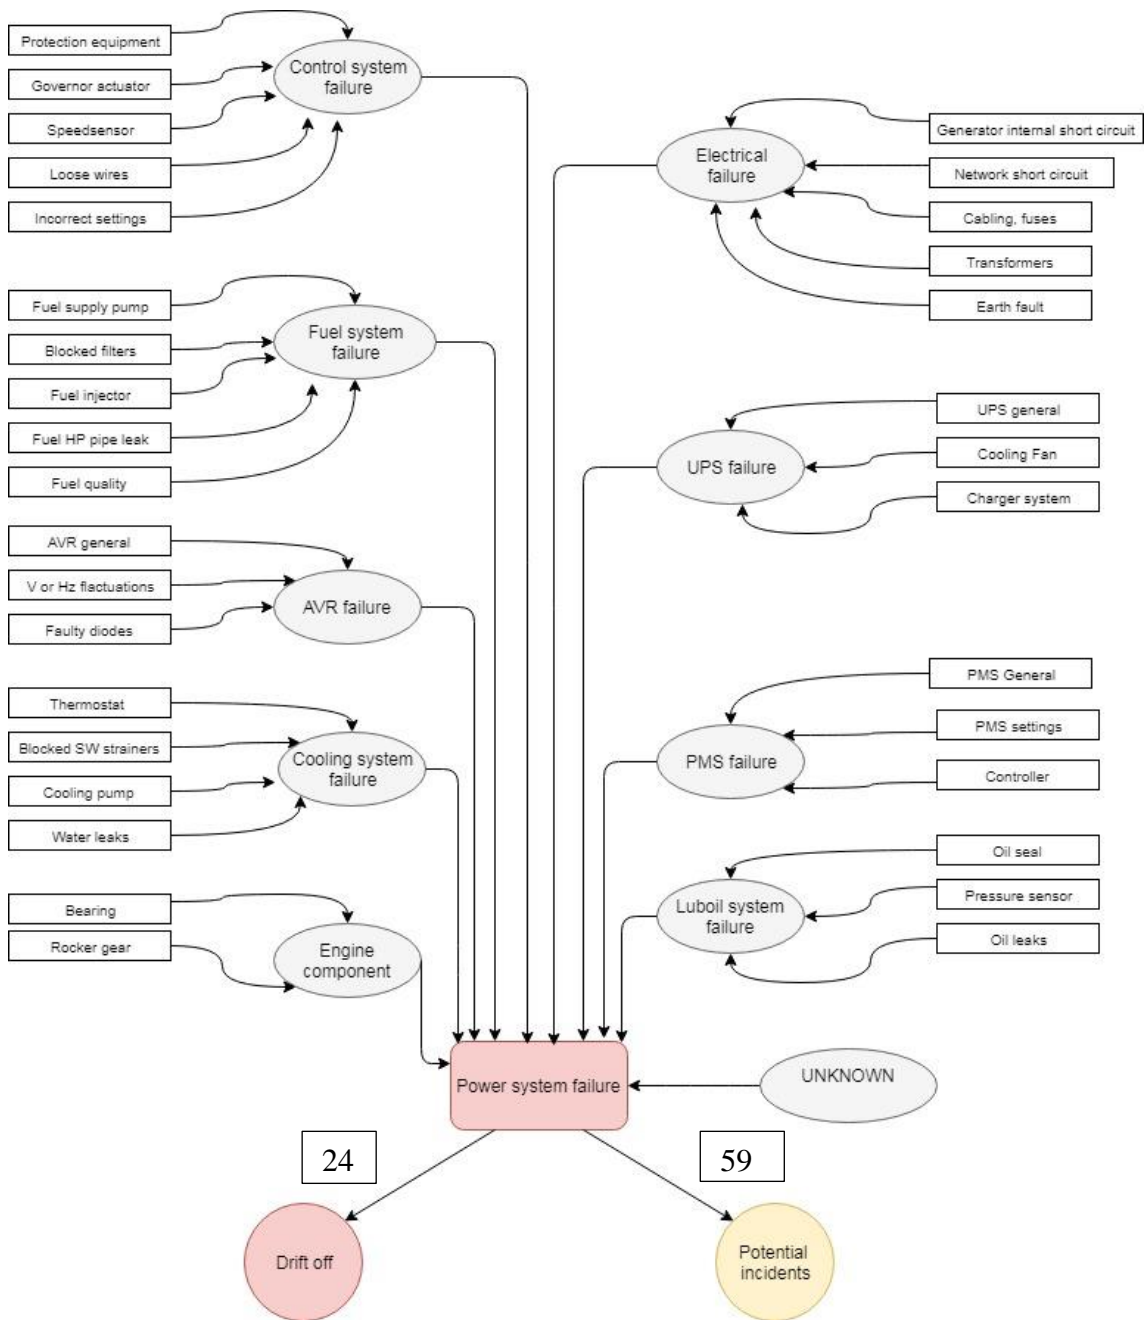 Protection equipment
Governor actuator
Speedsensor
Loose wires
Incorrect settings
Control system
failure
Generator internal short circuit
Network short circuit
Cabling, fuses
Transformers
Earth fault
Electrical
failure
Fuel supply pump
Blocked filters
Fuel injector
Fuel HP pipe leak
Fuel quality
Fuel system
failure
UPS general
Cooling Fan
Charger system
UPS failure
AVR general
V or Hz flactuations
Faulty diodes
AVR failure
Thermostat
Blocked SW strainers
Cooling pump
Water leaks
Cooling system
failure
PMS General
PMS settings
Controller
PMS failure
Oil seal
Pressure sensor
Oil leaks
Luboil system
failure
Bearing
Rocker gear
Engine
component
Power system failure
UNKNOWN
24
59
Drift off
Potential
incidents